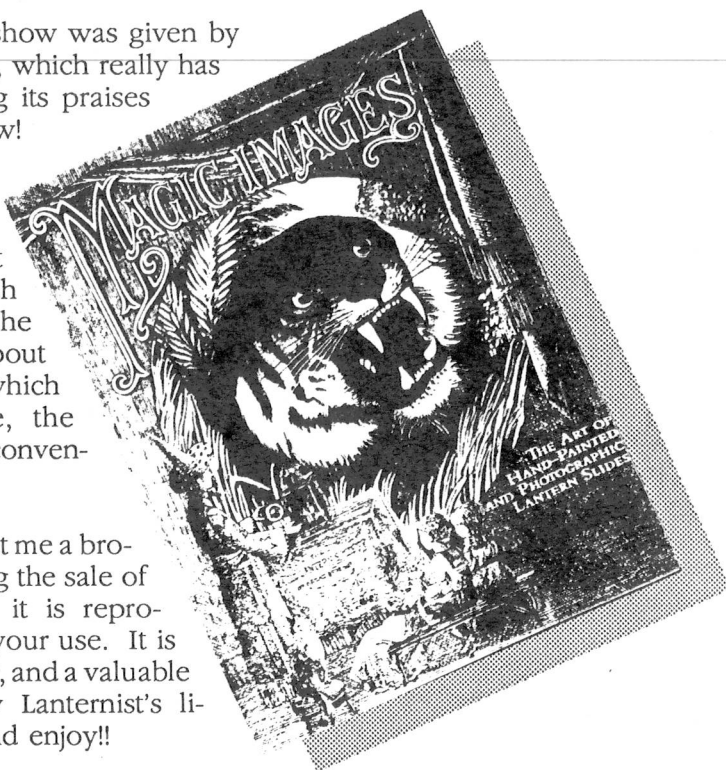 show was given by
, which really has
g its praises
w!
t
h
he
bout
which
e, the
conven-
t me a bro-
g the sale of
it is repro-
your use. It is
, and a valuable
y Lanternist's li-
nd enjoy!!
MAGIC IMAGES
THE ART OF
HAND-PAINTED
AND PHOTOGRAPHIC
LANTERN SLIDES